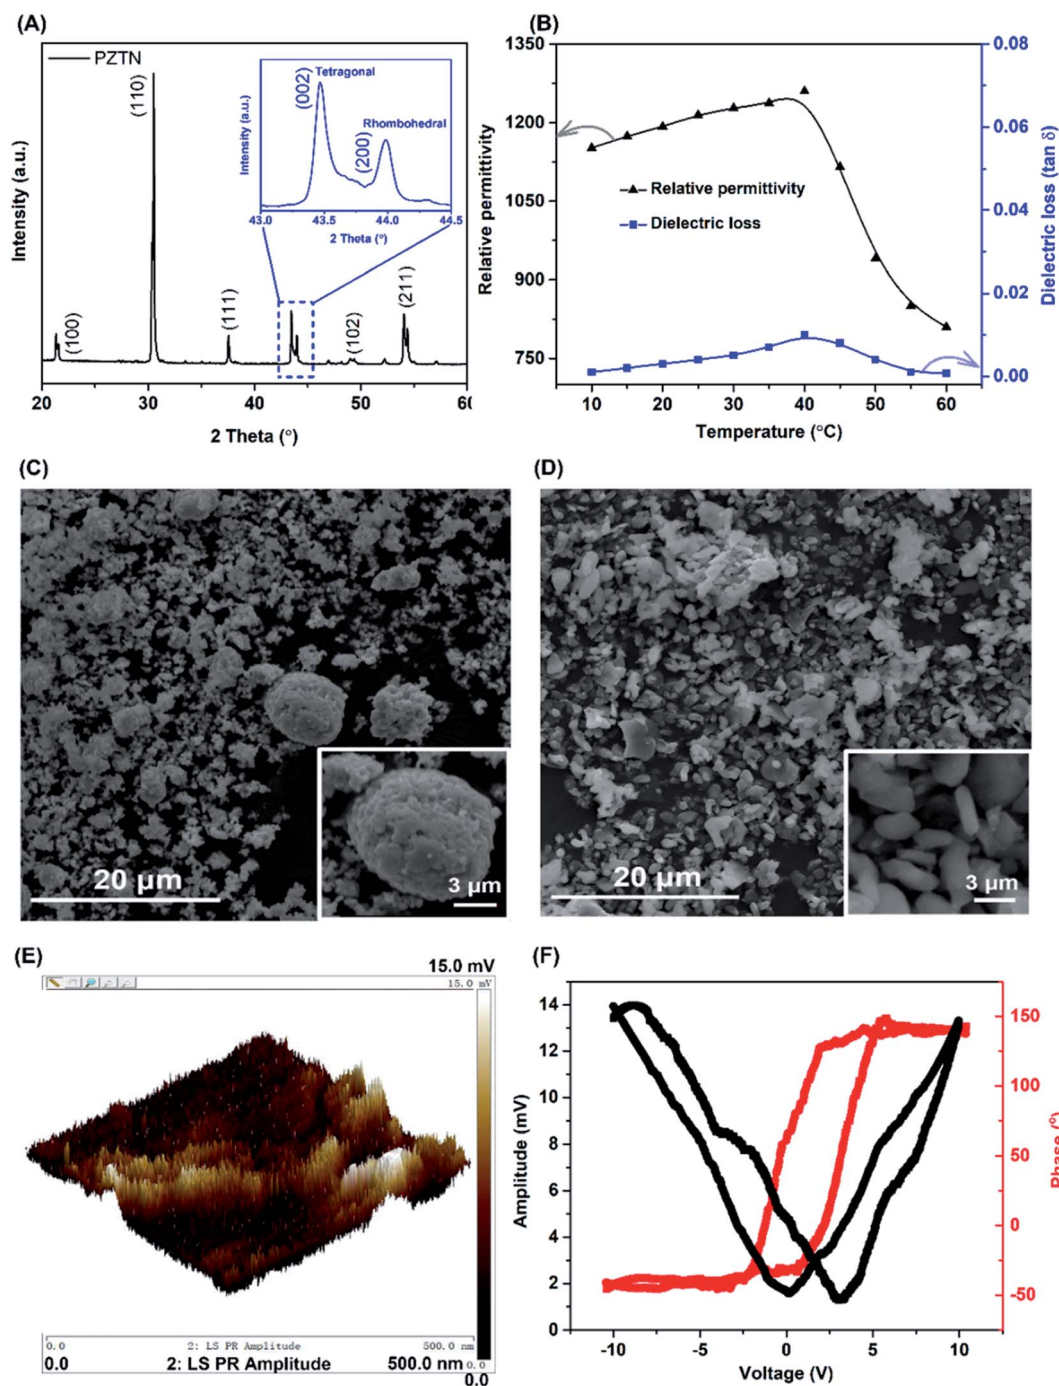 (A)
PZTN
Intensity (a.u.)
2 Theta (°)
(100)
(110)
(111)
(102)
(211)
20 30 40 50 60
Tetragonal
(002)
Rhombohedral
(200)
Intensity (a.u.)
43.0 43.5 44.0 44.5
2 Theta (°)
(B)
1350
1200
1050
900
750
Relative permittivity
0.08
0.06
0.04
0.02
0.00
Dielectric loss (tan δ)
Relative permittivity
Dielectric loss
10 20 30 40 50 60
Temperature (°C)
(C)
20 μm
3 μm
(D)
20 μm
3 μm
(E)
15.0 mV
15.0 mV
0.0
0.0 2: LS PR Amplitude 500.0 nm
0.0 2: LS PR Amplitude 500.0 nm
0.0
(F)
14
12
10
8
6
4
2
0
Amplitude (mV)
150
100
50
0
-50
Phase (°)
-10 -5 0 5 10
Voltage (V)